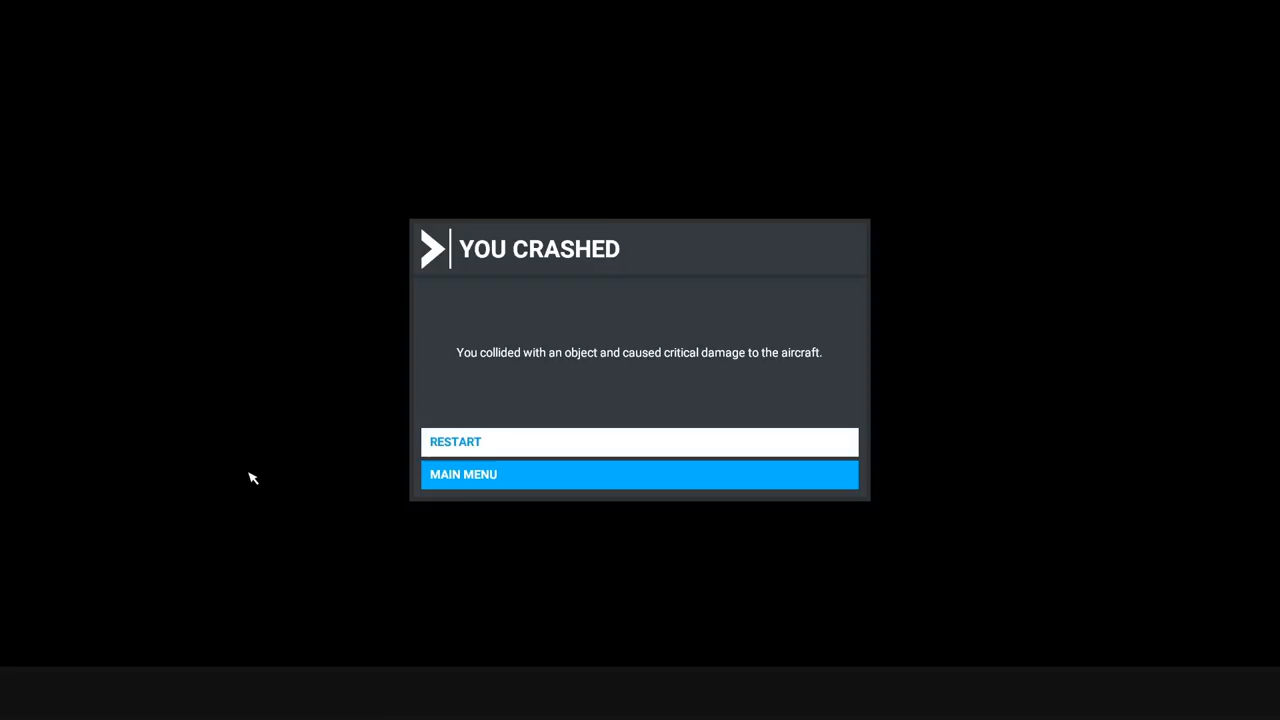 YOU CRASHED
You collided with an object and caused critical damage to the aircraft.
RESTART
MAIN MENU